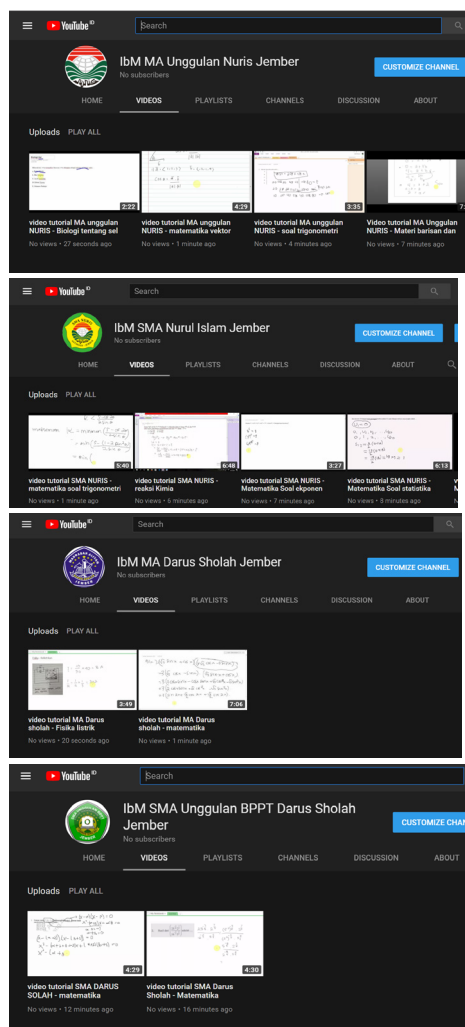 YouTube ID
Search
IbM MA Unggulan Nuris Jember
No subscribers
CUSTOMIZE CHANNEL
HOME VIDEOS PLAYLISTS CHANNELS DISCUSSION ABOUT
Uploads PLAY ALL
2:22 4:29 3:35
video tutorial MA unggulan video tutorial MA unggulan video tutorial MA unggulan Video tutorial MA unggulan
NURIS - Biologi tentang sel NURIS - matematika vektor NURIS - soal trigonometri NURIS - Materi barisan dan
No views • 27 seconds ago No views • 1 minute ago No views • 4 minutes ago No views • 7 minutes ago
YouTube ID
Search
IbM SMA Nurul Islam Jember
No subscribers
CUSTOMIZE CHANNEL
HOME VIDEOS PLAYLISTS CHANNELS DISCUSSION ABOUT
Uploads PLAY ALL
5:40 6:48 3:27 6:13
video tutorial SMA NURIS - video tutorial SMA NURIS - video tutorial SMA NURIS - video tutorial SMA NURIS -
matematika soal trigonometri reaksi Kimia Matematika Soal ekponen Matematika Soal statistika
No views • 1 minute ago No views • 5 minutes ago No views • 7 minutes ago No views • 3 minutes ago
YouTube ID
Search
IbM MA Darus Sholah Jember
No subscribers
CUSTOMIZE CHANNEL
HOME VIDEOS PLAYLISTS CHANNELS DISCUSSION ABOUT
Uploads PLAY ALL
3:49 7:06
video tutorial MA Darus video tutorial MA Darus
sholah - Fisika listrik sholah - matematika
No views • 20 seconds ago No views • 1 minute ago
YouTube ID
Search
IbM SMA Unggulan BPPT Darus Sholah
Jember
No subscribers
CUSTOMIZE CHAN
HOME VIDEOS PLAYLISTS CHANNELS DISCUSSION ABOUT
Uploads PLAY ALL
4:29 4:30
video tutorial SMA DARUS video tutorial SMA Darus
SOLAH - matematika Sholah - Matematika
No views • 12 minutes ago No views • 16 minutes ago